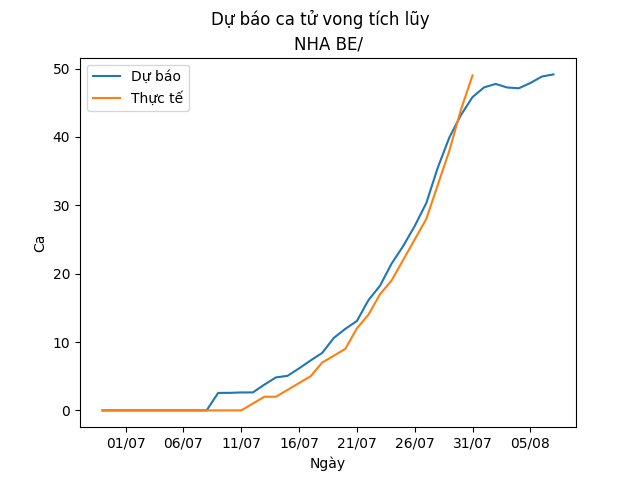 Dự báo ca tử vong tích lũy
NHA BE/
Dự báo
Thực tế
50
40
30
20
10
0
Ca
01/07 06/07 11/07 16/07 21/07 26/07 31/07 05/08
Ngày